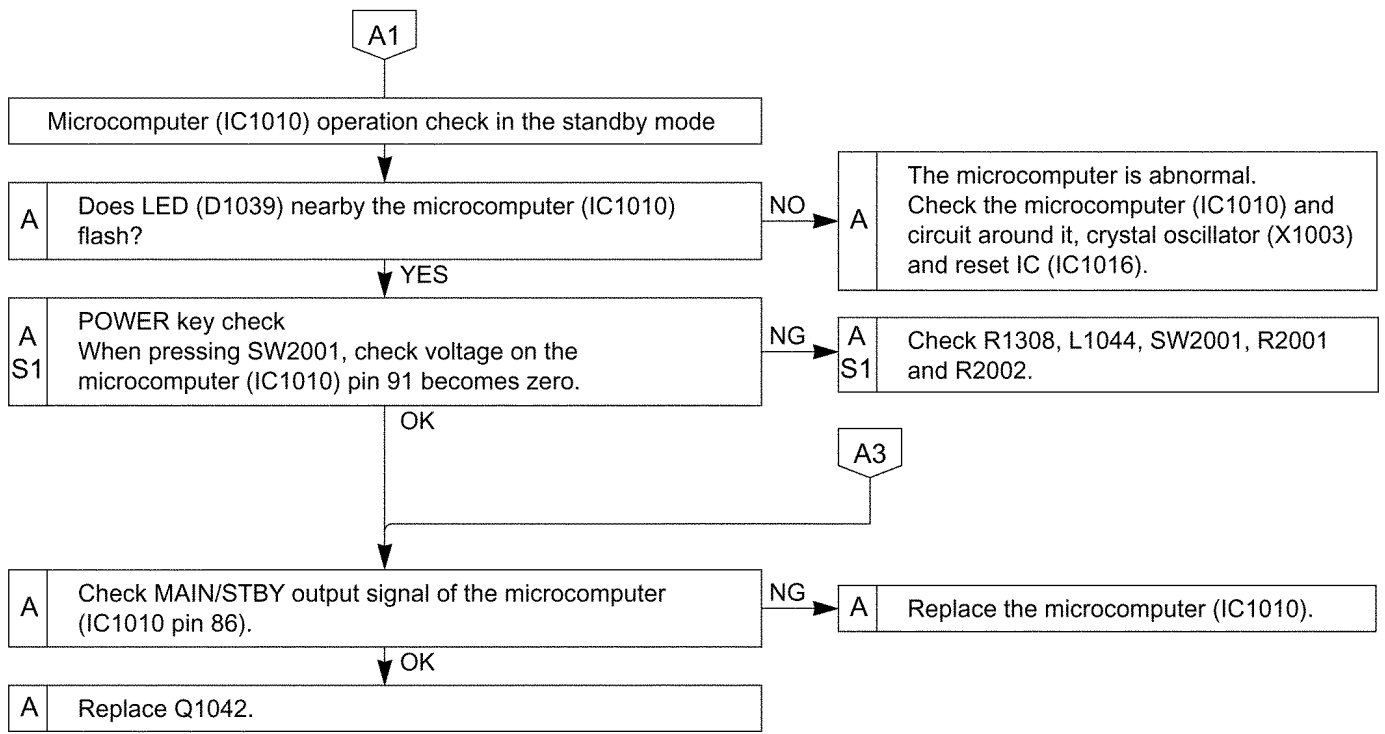 A1
Microcomputer (IC1010) operation check in the standby mode
A
Does LED (D1039) nearby the microcomputer (IC1010)
flash?
NO
A
The microcomputer is abnormal.
Check the microcomputer (IC1010) and
circuit around it, crystal oscillator (X1003)
and reset IC (IC1016).
YES
A
S1
POWER key check
When pressing SW2001, check voltage on the
microcomputer (IC1010) pin 91 becomes zero.
NG
A
S1
Check R1308, L1044, SW2001, R2001
and R2002.
OK
A3
A
Check MAIN/STBY output signal of the microcomputer
(IC1010 pin 86).
NG
A
Replace the microcomputer (IC1010).
OK
A
Replace Q1042.